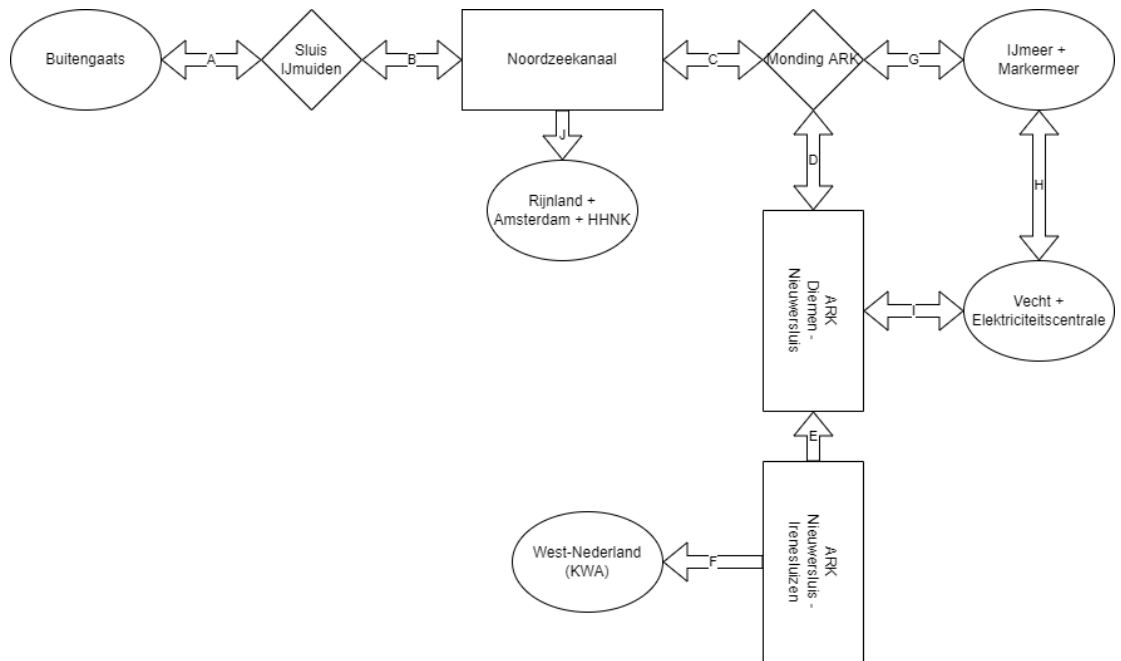 Buitengaats
A
Sluis
IJmuiden
B
Noordzeekanaal
C
Monding ARK
G
IJmeer +
Markermeer
J
D
H
Rijnland +
Amsterdam + HHNK
ARK
Diemen -
Nieuwersluis
I
Vecht +
Elektriciteitscentrale
E
West-Nederland
(KWA)
F
ARK
Nieuwersluis -
Irenesluizen